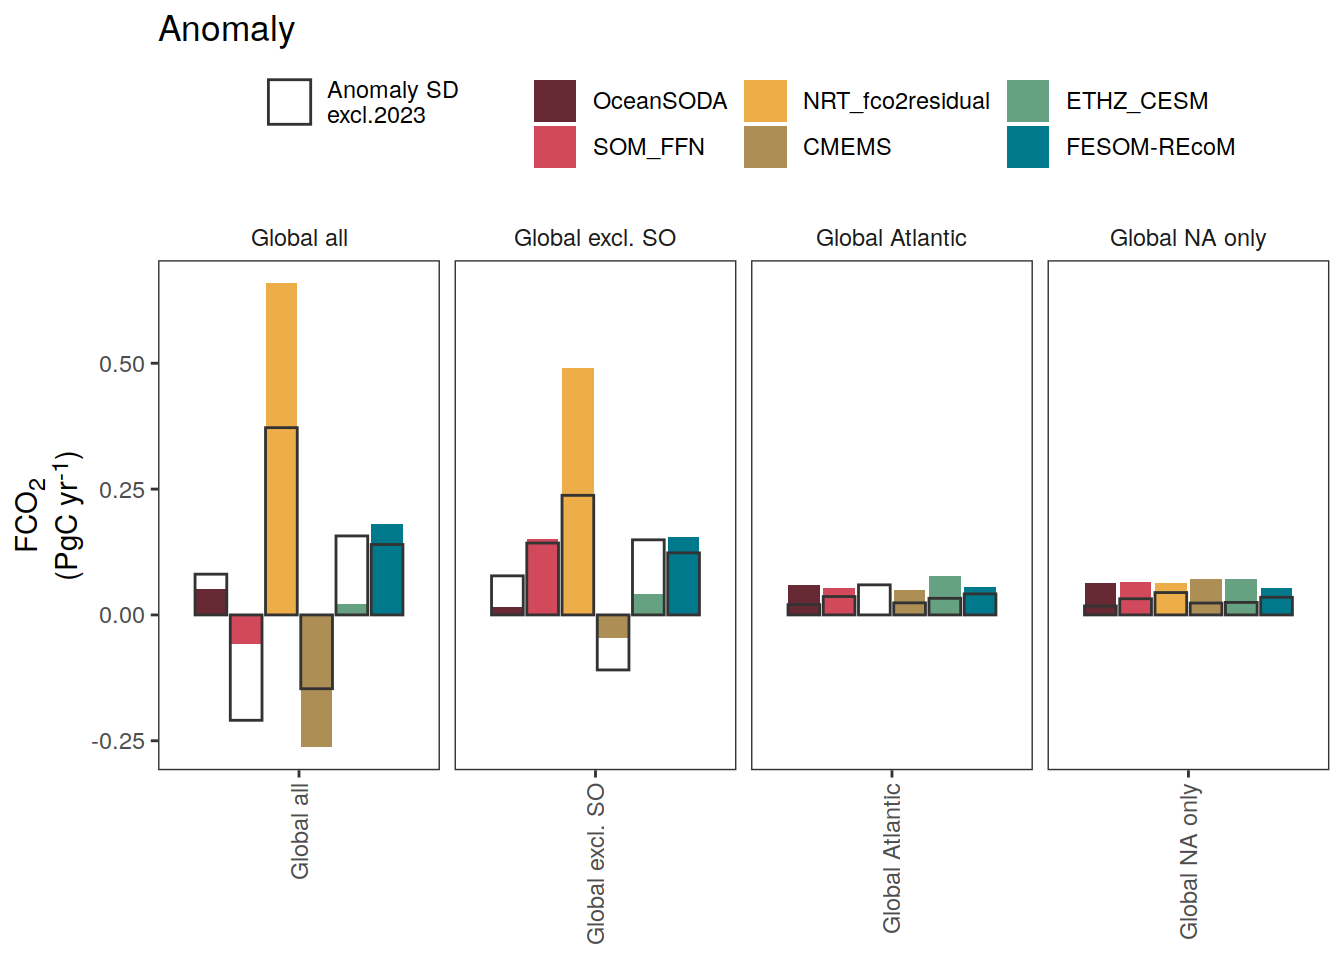 Anomaly
Anomaly SD
excl.2023
OceanSODA
SOM_FFN
NRT_fco2residual
CMEMS
ETHZ_CESM
FESOM-REcoM
Global all
Global excl. SO
Global Atlantic
Global NA only
FCO2
(PgC yr-1)
0.50
0.25
0.00
-0.25
Global all
Global excl. SO
Global Atlantic
Global NA only